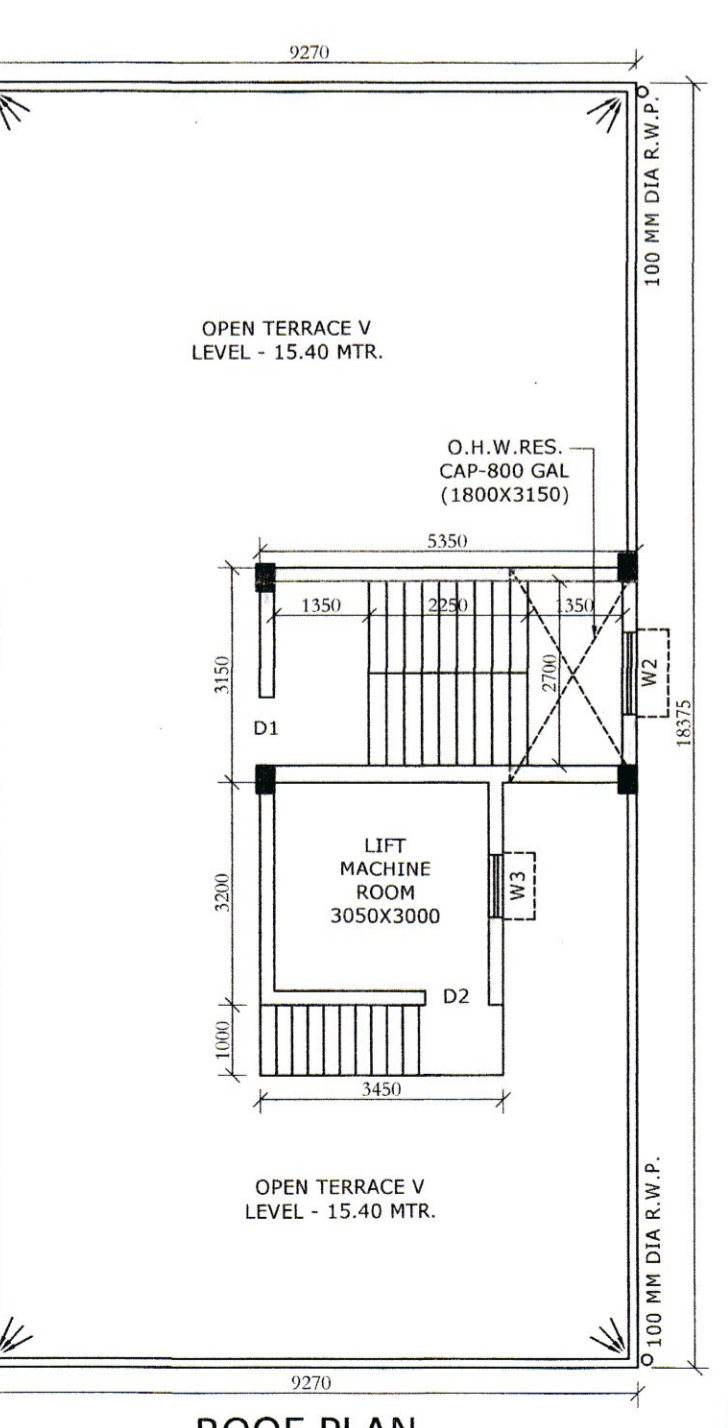 9270
100 MM DIA R.W.P.
OPEN TERRACE V
LEVEL - 15.40 MTR.
O.H.W.RES.
CAP-800 GAL
(1800X3150)
5350
1350
2250
1350
3150
2700
W2
18375
D1
LIFT
MACHINE
ROOM
3050X3000
W3
3200
D2
1000
3450
OPEN TERRACE V
LEVEL - 15.40 MTR.
100 MM DIA R.W.P.
9270
ROOF PLAN